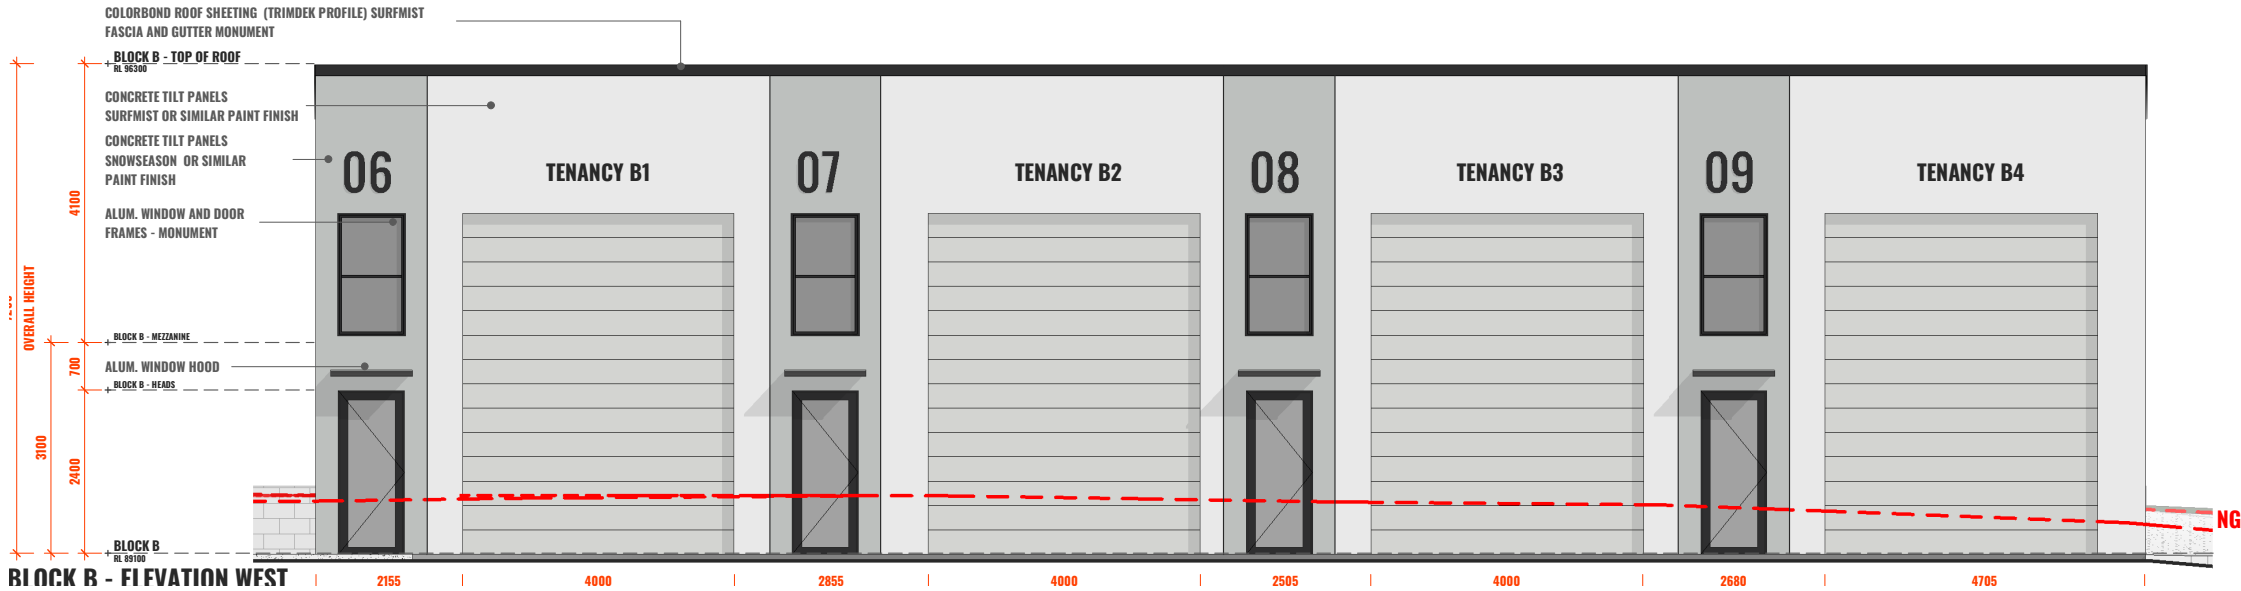 COLORBOND ROOF SHEETING (TRIMDEK PROFILE) SURFMIST
FASCIA AND GUTTER MONUMENT
BLOCK B - TOP OF ROOF
RL 96300
CONCRETE TILT PANELS
SURFMIST OR SIMILAR PAINT FINISH
CONCRETE TILT PANELS
SNOWSEASON OR SIMILAR
PAINT FINISH
06
TENANCY B1
07
TENANCY B2
08
TENANCY B3
09
TENANCY B4
4100
ALUM. WINDOW AND DOOR
FRAMES - MONUMENT
OVERALL HEIGHT
BLOCK B - MEZZANINE
700
ALUM. WINDOW HOOD
BLOCK B - HEADS
3100
2400
NG
BLOCK B
RL 89100
BLOCK B - ELEVATION WEST
2155
4000
2855
4000
2505
4000
2680
4705